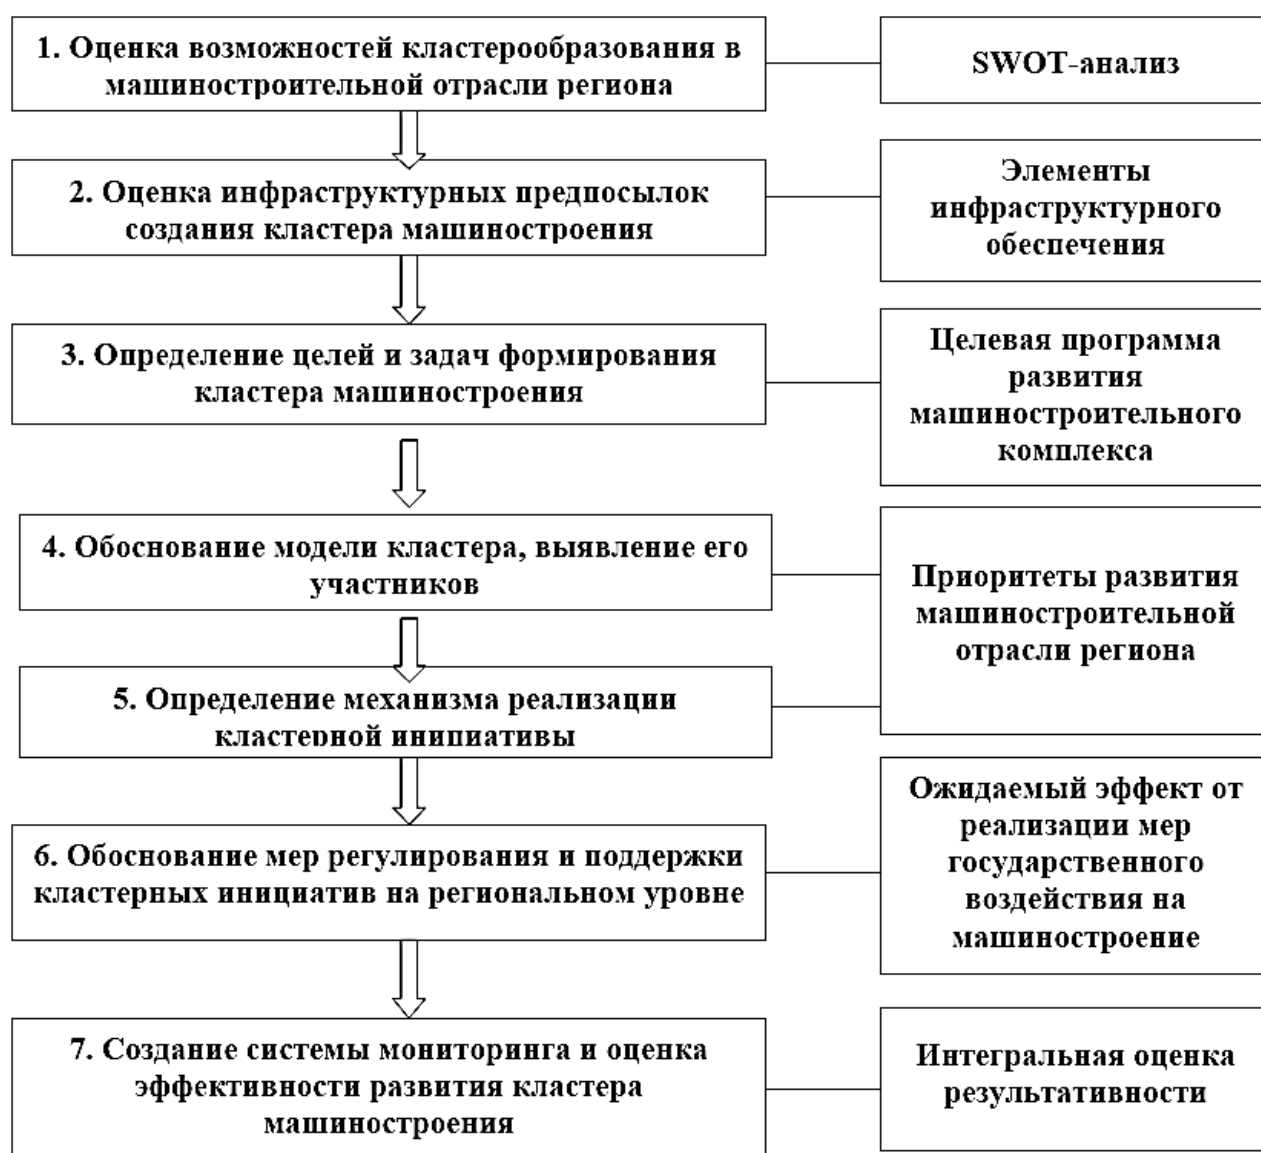 1. Оценка возможностей кластерообразования в
машиностроительной отрасли региона
SWOT-анализ
2. Оценка инфраструктурных предпосылок
создания кластера машиностроения
Элементы
инфраструктурного
обеспечения
3. Определение целей и задач формирования
кластера машиностроения
Целевая программа
развития
машиностроительного
комплекса
4. Обоснование модели кластера, выявление его
участников
Приоритеты развития
машиностроительной
отрасли региона
5. Определение механизма реализации
кластерной инициативы
6. Обоснование мер регулирования и поддержки
кластерных инициатив на региональном уровне
Ожидаемый эффект от
реализации мер
государственного
воздействия на
машиностроение
7. Создание системы мониторинга и оценка
эффективности развития кластера
машиностроения
Интегральная оценка
результативности